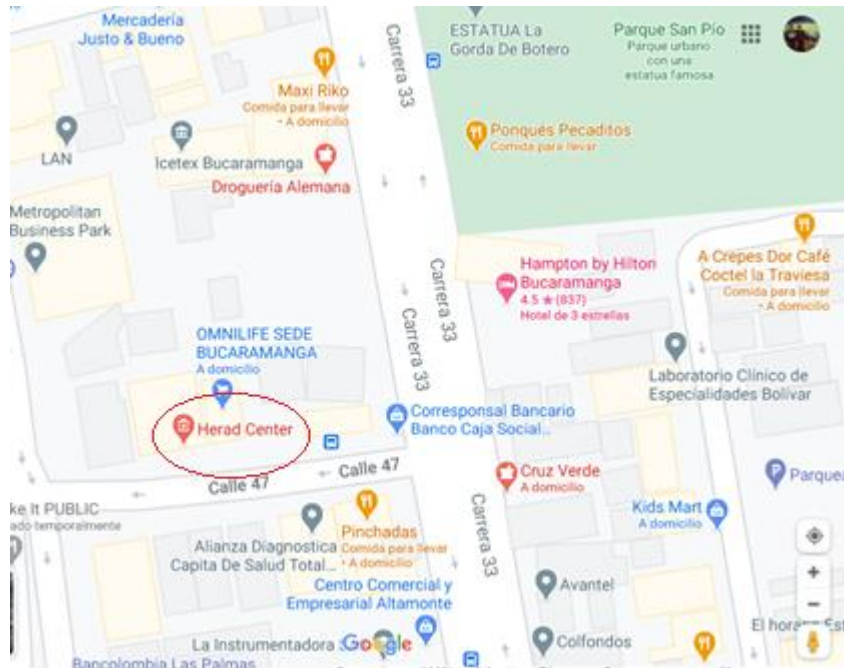 Mercadería
Justo & Bueno
ESTATUA La
Gorda De Botero
Parque San Pío
Parque urbano
con una
estatua famosa
Carrera 33
Maxi Riko
Comida para llevar
• A domicilio
LAN
Icetex Bucaramanga
Ponqués Pecaditos
Comida para llevar
Droguería Alemana
Metropolitan
Business Park
Carrera 33
Hampton by Hilton
Bucaramanga
4.5 ★ (837)
Hotel de 3 estrellas
A Crepes Dor Café
Coctel la Traviesa
Comida para llevar
• A domicilio
Carrera 33
OMNILIFE SEDE
BUCARAMANGA
A domicilio
Laboratorio Clínico de
Especialidades Bolívar
Herad Center
Corresponsal Bancario
Banco Caja Social...
Calle 47
Calle 47
Cruz Verde
A domicilio
Parquea
ke It PUBLIC
ado temporalmente
Kids Mart
A domicilio
Carrera 33
Pinchadas
Comida para llevar
• A domicilio
Alianza Diagnostica
Capita De Salud Total...
Centro Comercial y
Empresarial Altamonte
Avantel
La Instrumentadora
Google
Colfondos
El hora
Est
Bancolombia Las Palmas